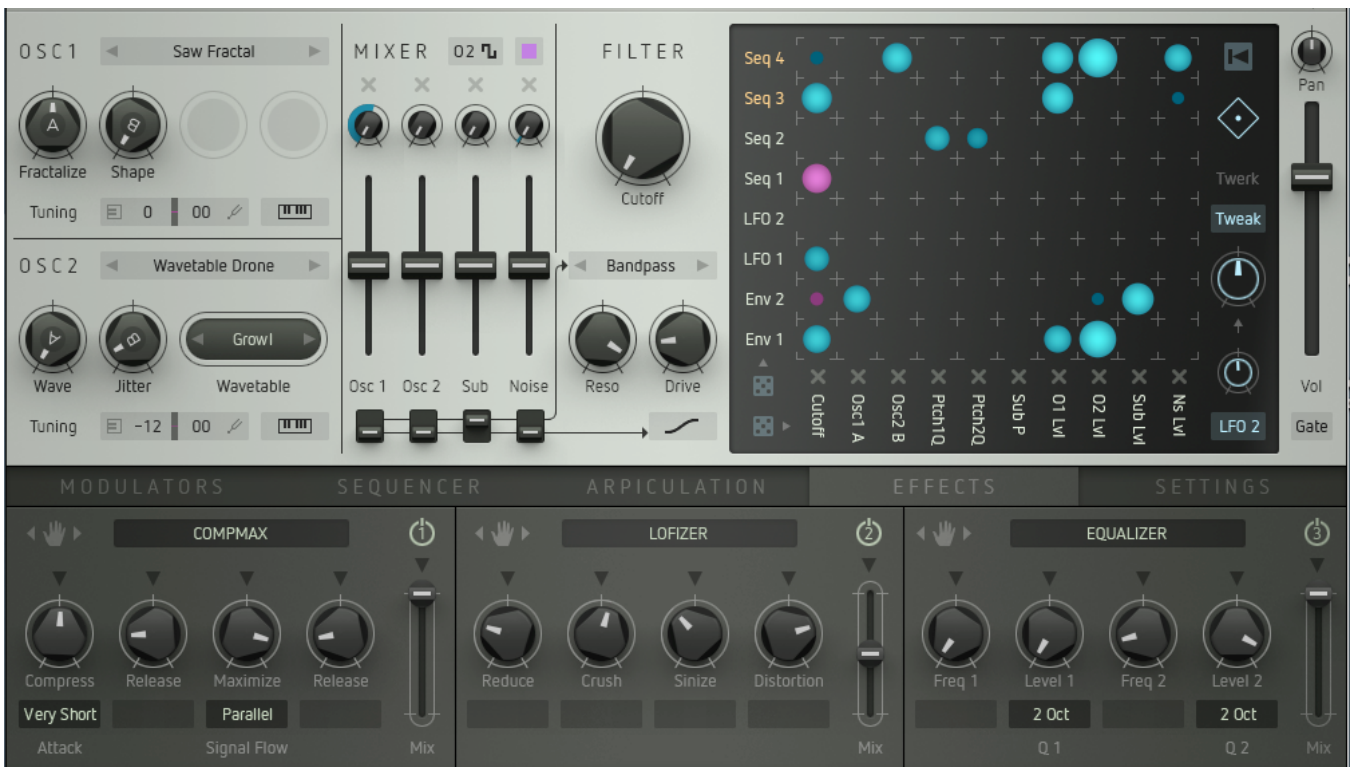 OSC1
Saw Fractal
A
B
Fractalize
Shape
Tuning
0
00
OSC2
Wavetable Drone
A
B
Growl
Wave
Jitter
Wavetable
Tuning
-12
00
MIXER
O2
Osc 1
Osc 2
Sub
Noise
FILTER
Cutoff
Bandpass
Reso
Drive
Seq 4
Seq 3
Seq 2
Seq 1
LFO 2
LFO 1
Env 2
Env 1
Cutoff
Osc1 A
Osc2 B
Ptch1Q
Ptch2Q
Sub P
O1 Lvl
O2 Lvl
Sub Lvl
Ns Lvl
Twerk
Tweak
LFO 2
Pan
Vol
Gate
MODULATORS
SEQUENCER
ARPICULATION
EFFECTS
SETTINGS
COMPMAX
1
Compress
Release
Maximize
Release
Very Short
Parallel
Attack
Signal Flow
Mix
LOFIZER
2
Reduce
Crush
Sinize
Distortion
Mix
EQUALIZER
3
Freq 1
Level 1
Freq 2
Level 2
2 Oct
2 Oct
Q 1
Q 2
Mix